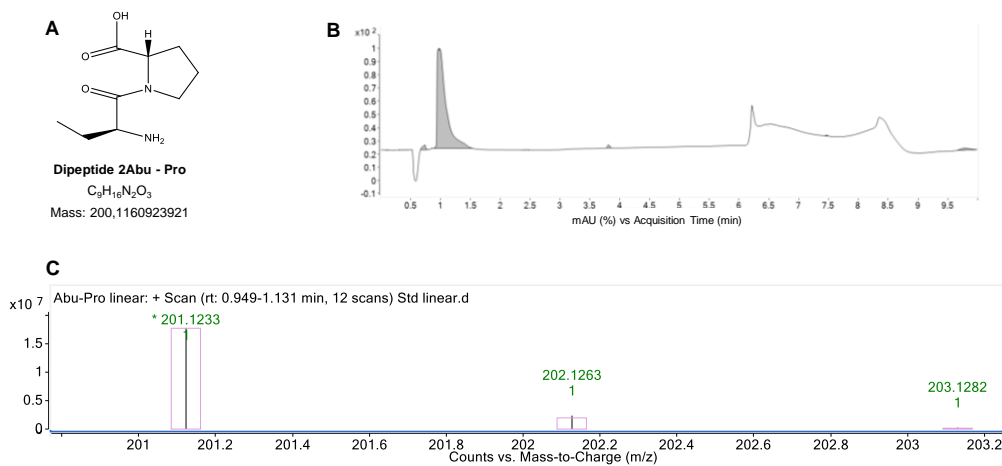 A
OH
H
O
O
N
NH₂
Dipeptide 2Abu - Pro
C₉H₁₆N₂O₃
Mass: 200,1160923921
B
x10 ²
1
0.9
0.8
0.7
0.6
0.5
0.4
0.3
0.2
0.1
0
-0.1
0.5 1 1.5 2 2.5 3 3.5 4 4.5 5 5.5 6 6.5 7 7.5 8 8.5 9 9.5
mAU (%) vs Acquisition Time (min)
C
Abu-Pro linear: + Scan (rt: 0.949-1.131 min, 12 scans) Std linear.d
x10 ⁷
* 201.1233
1
202.1263
1
203.1282
1
1.5
1
0.5
0
201 201.2 201.4 201.6 201.8 202 202.2 202.4 202.6 202.8 203 203.2
Counts vs. Mass-to-Charge (m/z)